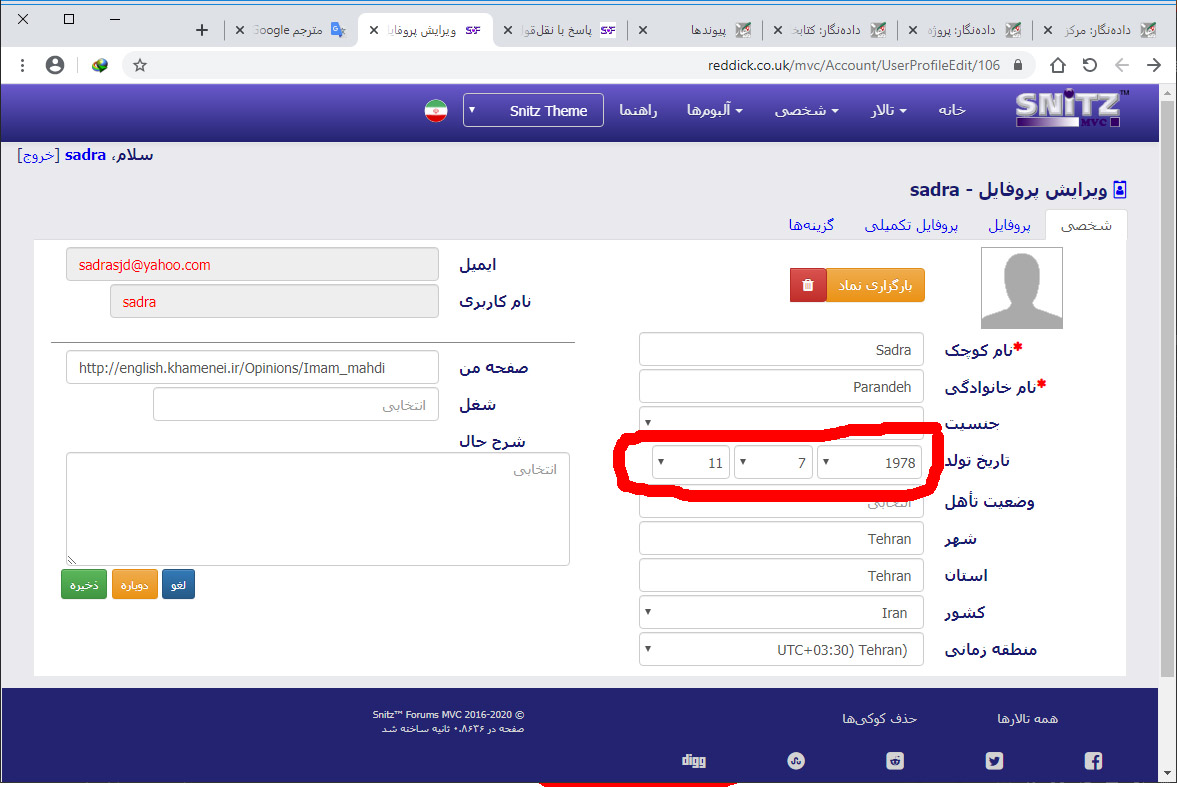 داده‌نگار: مرکز
داده‌نگار: پروژه
داده‌نگار: کتابخ
پیوندها
پاسخ با نقل‌قوا
ویرایش پروفایل
مترجم Google
reddick.co.uk/mvc/Account/UserProfileEdit/106
SNiTZ™ MVC
خانه
تالار
شخصی
آلبوم‌ها
راهنما
Snitz Theme
سلام، sadra [خروج]
ویرایش پروفایل - sadra
شخصی
پروفایل
پروفایل تکمیلی
گزینه‌ها
بارگزاری نماد
*نام کوچک
Sadra
*نام خانوادگی
Parandeh
جنسیت
تاریخ تولد
1978
7
11
وضعیت تأهل
انتخابی
شهر
Tehran
استان
Tehran
کشور
Iran
منطقه زمانی
UTC+03:30) Tehran)
ایمیل
sadrasjd@yahoo.com
نام کاربری
sadra
صفحه من
http://english.khamenei.ir/Opinions/Imam_mahdi
شغل
انتخابی
شرح حال
انتخابی
لغو
دوباره
ذخیره
همه تالارها
حذف کوکی‌ها
Snitz™ Forums MVC 2016-2020 ©
صفحه در ۰.۸۶۳۶ ثانیه ساخته شد
digg